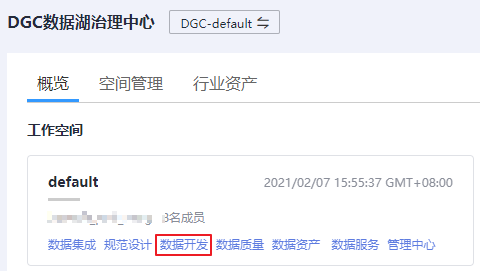 DGC数据湖治理中心 DGC-default
概览 空间管理 行业资产
工作空间
default 2021/02/07 15:55:37 GMT+08:00
3名成员
数据集成 规范设计 数据开发 数据质量 数据资产 数据服务 管理中心